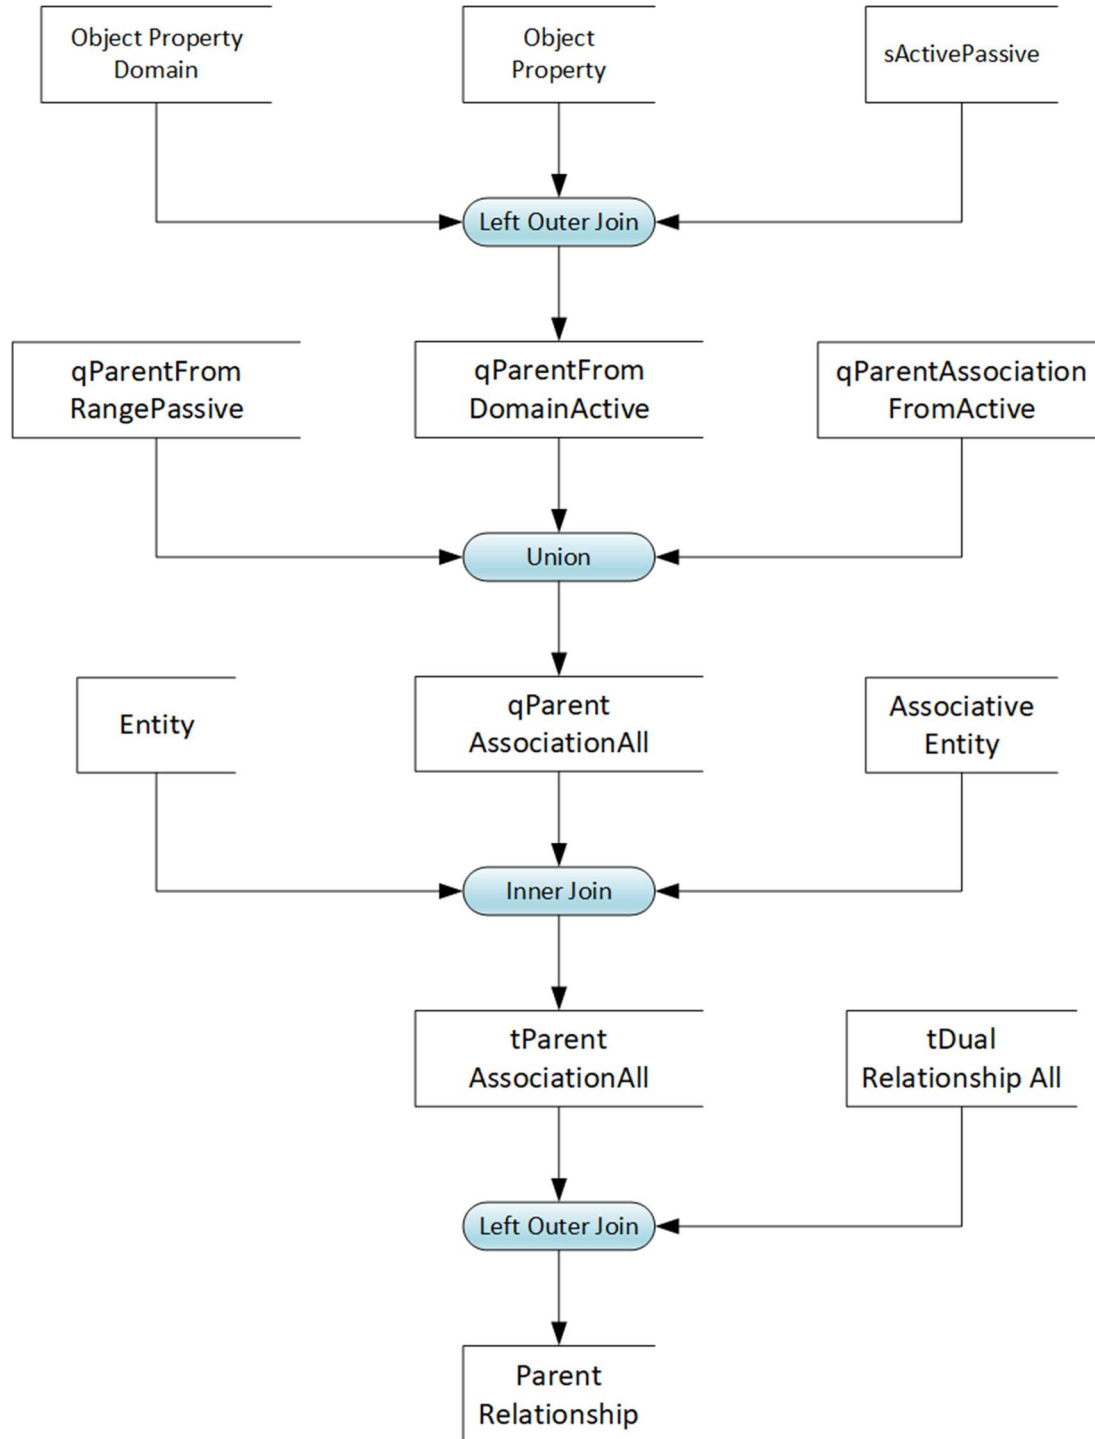 Object Property
Domain
Object
Property
sActivePassive
Left Outer Join
qParentFrom
RangePassive
qParentFrom
DomainActive
qParentAssociation
FromActive
Union
Entity
qParent
AssociationAll
Associative
Entity
Inner Join
tParent
AssociationAll
tDual
Relationship All
Left Outer Join
Parent
Relationship